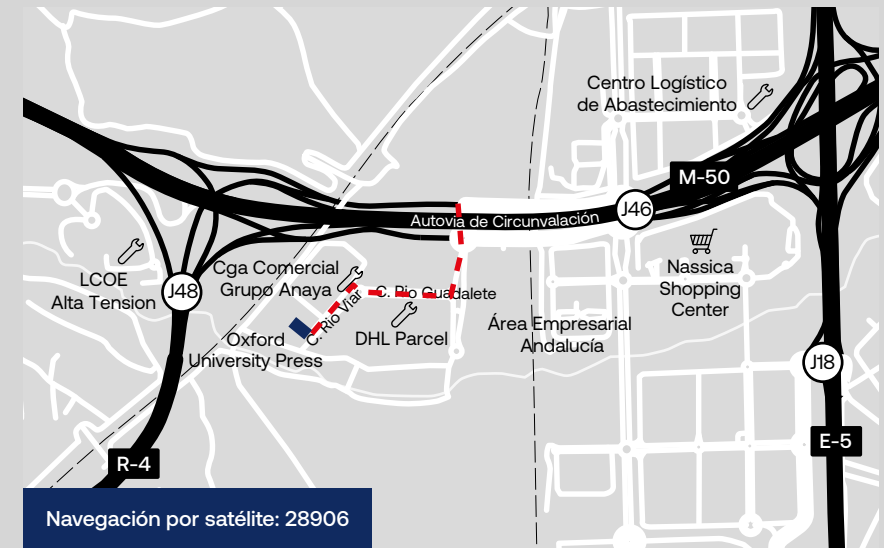 Centro Logístico
de Abastecimiento
M-50
J46
Autovía de Circunvalación
Nassica
Shopping
Center
LCOE
Alta Tension
J48
Cga Comercial
Grupo Anaya
C. Rio Guadalete
C. Rio Viar
DHL Parcel
Oxford
University Press
Área Empresarial
Andalucía
J18
E-5
R-4
Navegación por satélite: 28906